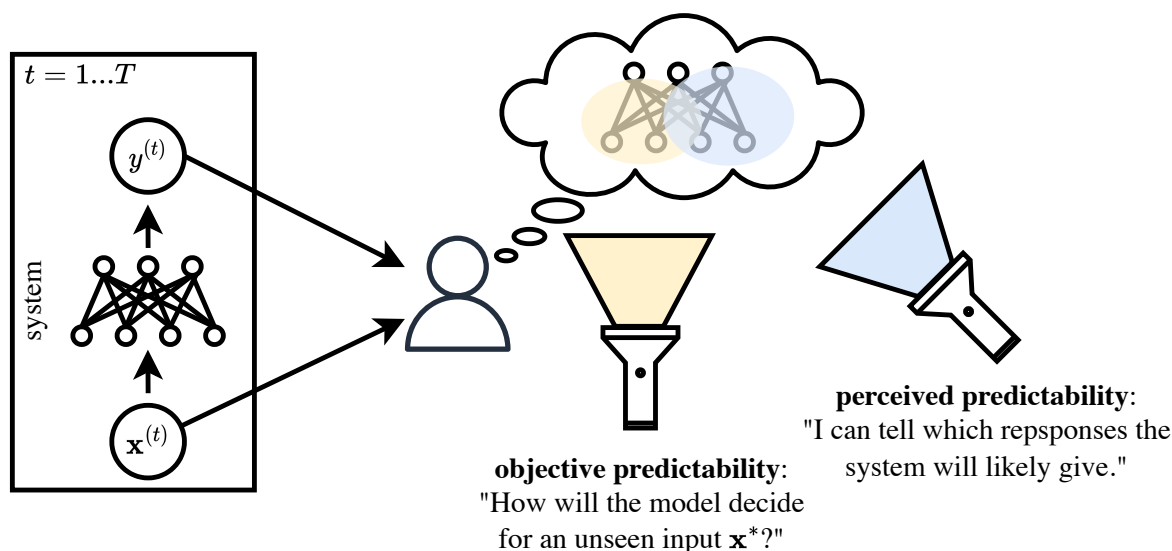 t = 1...T
y^(t)
system
x^(t)
objective predictability:
"How will the model decide
for an unseen input x*?"
perceived predictability:
"I can tell which repsponses the
system will likely give."